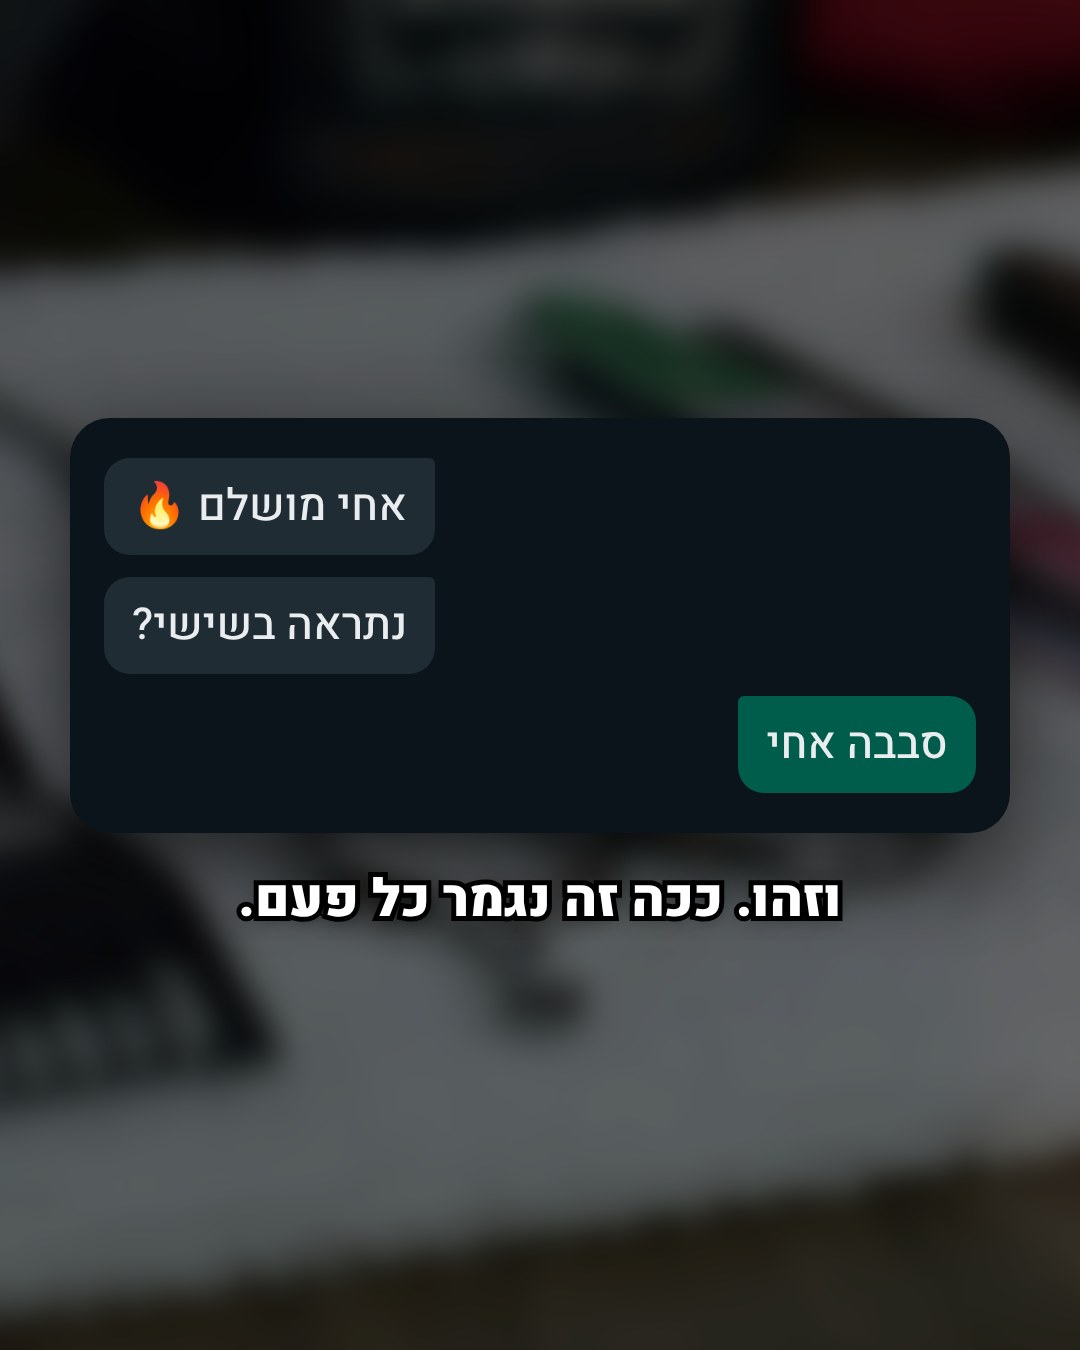 אחי מושלם 🔥
נתראה בשישי?
סבבה אחי
וזהו. ככה זה נגמר כל פעם.